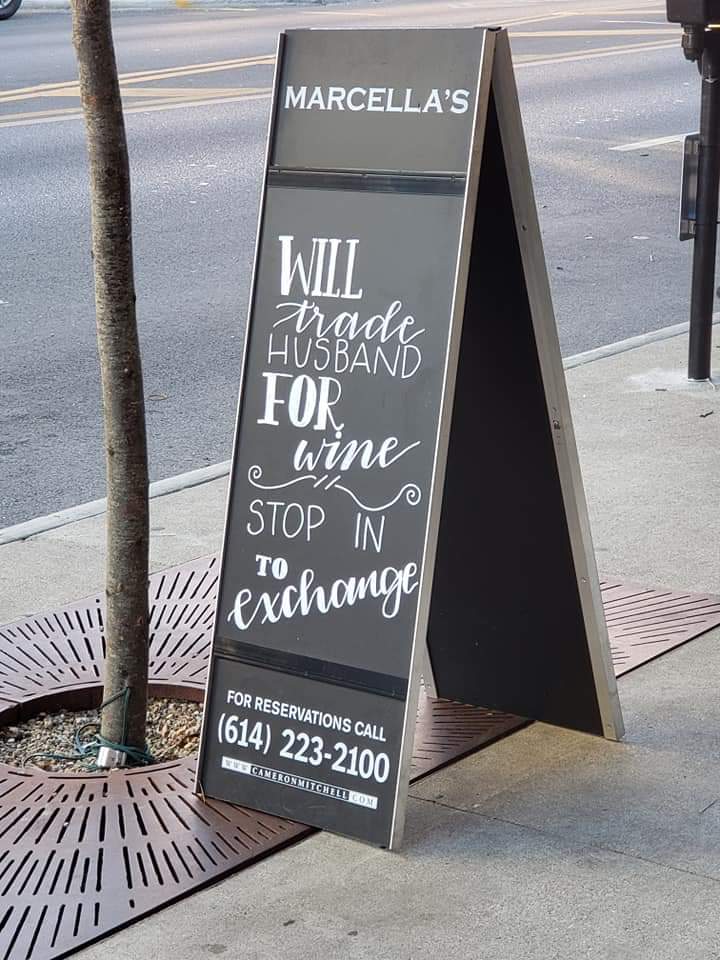 MARCELLA'S
WILL
trade
HUSBAND
FOR
wine
STOP IN
TO
exchange
FOR RESERVATIONS CALL
(614) 223-2100
WWW.CAMERONMITCHELL.COM